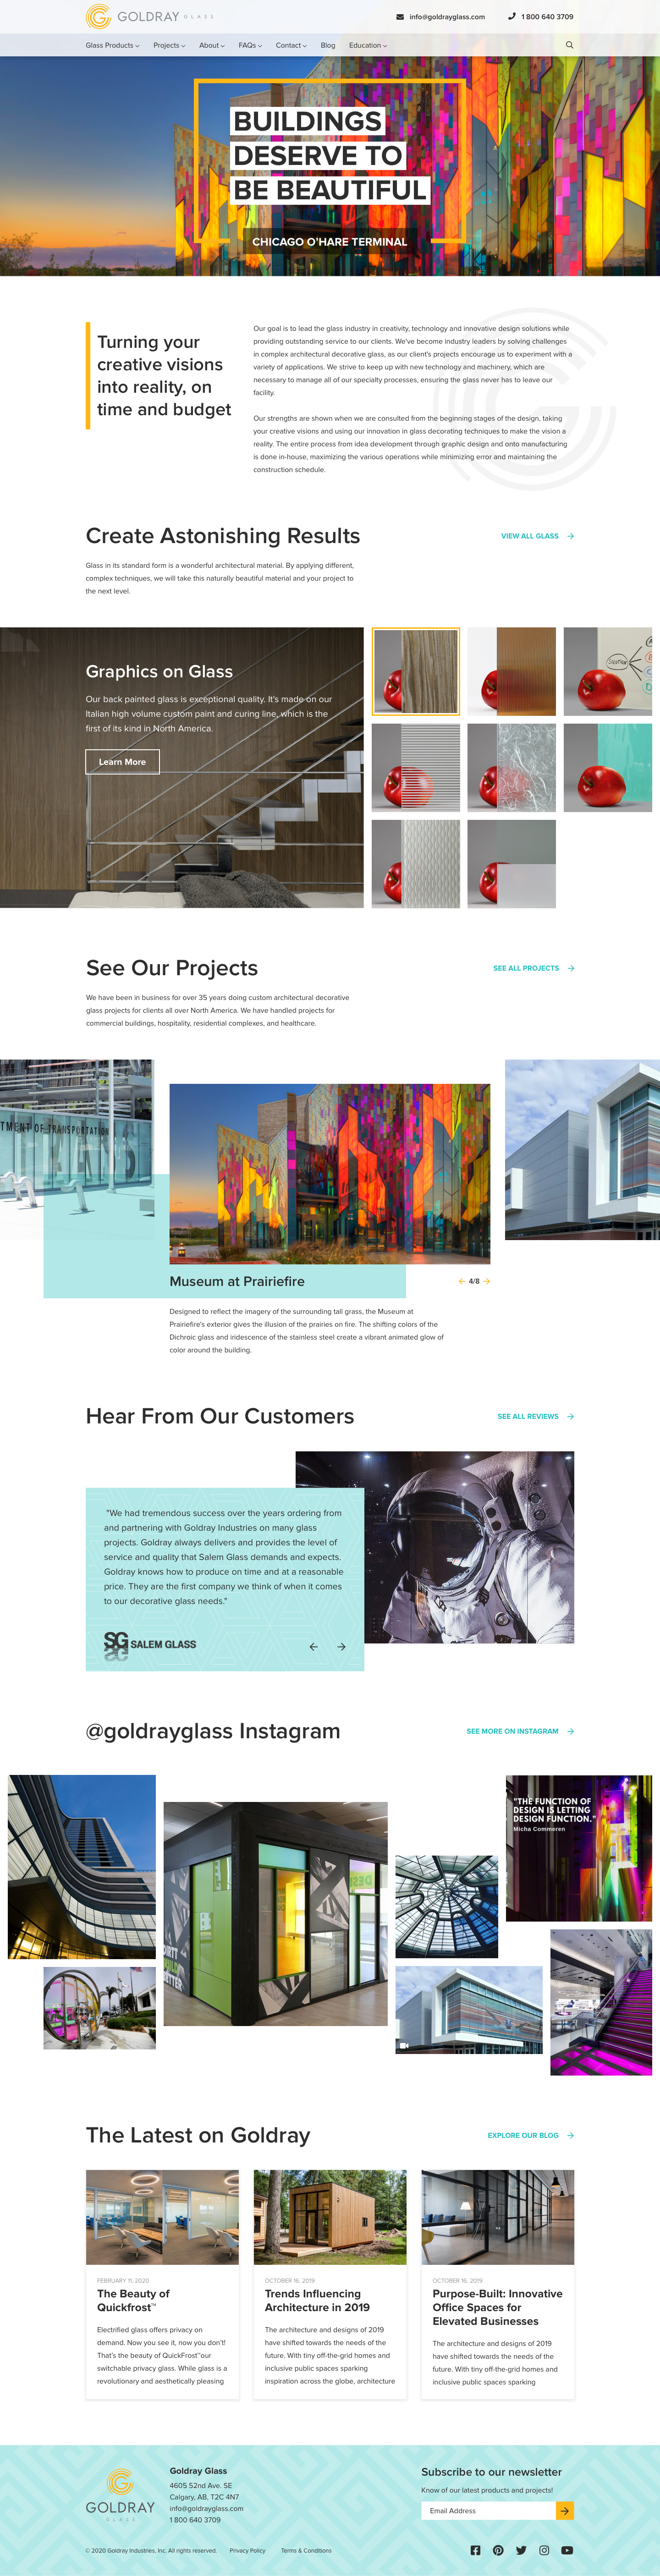 GOLDRAY GLASS
info@goldrayglass.com
1 800 640 3709
Glass Products
Projects
About
FAQs
Contact
Blog
Education
BUILDINGS
DESERVE TO
BE BEAUTIFUL
CHICAGO O'HARE TERMINAL
Turning your
creative visions
into reality, on
time and budget
Our goal is to lead the glass industry in creativity, technology and innovative design solutions while
providing outstanding service to our clients. We've become industry leaders by solving challenges
in complex architectural decorative glass, as our client's projects encourage us to experiment with a
variety of applications. We strive to keep up with new technology and machinery, which are
necessary to manage all of our specialty processes, ensuring the glass never has to leave our
facility.
Our strengths are shown when we are consulted from the beginning stages of the design, taking
your creative visions and using our innovation in glass decorating techniques to make the vision a
reality. The entire process from idea development through graphic design and onto manufacturing
is done in-house, maximizing the various operations while minimizing error and maintaining the
construction schedule.
Create Astonishing Results
VIEW ALL GLASS
Glass in its standard form is a wonderful architectural material. By applying different,
complex techniques, we will take this naturally beautiful material and your project to
the next level.
Graphics on Glass
Our back painted glass is exceptional quality. It's made on our
Italian high volume custom paint and curing line, which is the
first of its kind in North America.
Learn More
See Our Projects
SEE ALL PROJECTS
We have been in business for over 35 years doing custom architectural decorative
glass projects for clients all over North America. We have handled projects for
commercial buildings, hospitality, residential complexes, and healthcare.
TMENT OF TRANSPORTATION
Museum at Prairiefire
4/8
Designed to reflect the imagery of the surrounding tall grass, the Museum at
Prairiefire's exterior gives the illusion of the prairies on fire. The shifting colors of the
Dichroic glass and iridescence of the stainless steel create a vibrant animated glow of
color around the building.
Hear From Our Customers
SEE ALL REVIEWS
"We had tremendous success over the years ordering from
and partnering with Goldray Industries on many glass
projects. Goldray always delivers and provides the level of
service and quality that Salem Glass demands and expects.
Goldray knows how to produce on time and at a reasonable
price. They are the first company we think of when it comes
to our decorative glass needs."
SG SALEM GLASS
@goldrayglass Instagram
SEE MORE ON INSTAGRAM
"THE FUNCTION OF
DESIGN IS LETTING
DESIGN FUNCTION."
Micha Commeren
The Latest on Goldray
EXPLORE OUR BLOG
FEBRUARY 11, 2020
The Beauty of
Quickfrost™
Electrified glass offers privacy on
demand. Now you see it, now you don't!
That's the beauty of QuickFrost™our
switchable privacy glass. While glass is a
revolutionary and aesthetically pleasing
OCTOBER 16, 2019
Trends Influencing
Architecture in 2019
The architecture and designs of 2019
have shifted towards the needs of the
future. With tiny off-the-grid homes and
inclusive public spaces sparking
inspiration across the globe, architecture
OCTOBER 16, 2019
Purpose-Built: Innovative
Office Spaces for
Elevated Businesses
The architecture and designs of 2019
have shifted towards the needs of the
future. With tiny off-the-grid homes and
inclusive public spaces sparking
GOLDRAY
GLASS
Goldray Glass
4605 52nd Ave. SE
Calgary, AB, T2C 4N7
info@goldrayglass.com
1 800 640 3709
Subscribe to our newsletter
Know of our latest products and projects!
Email Address
© 2020 Goldray Industries, Inc. All rights reserved.
Privacy Policy
Terms & Conditions